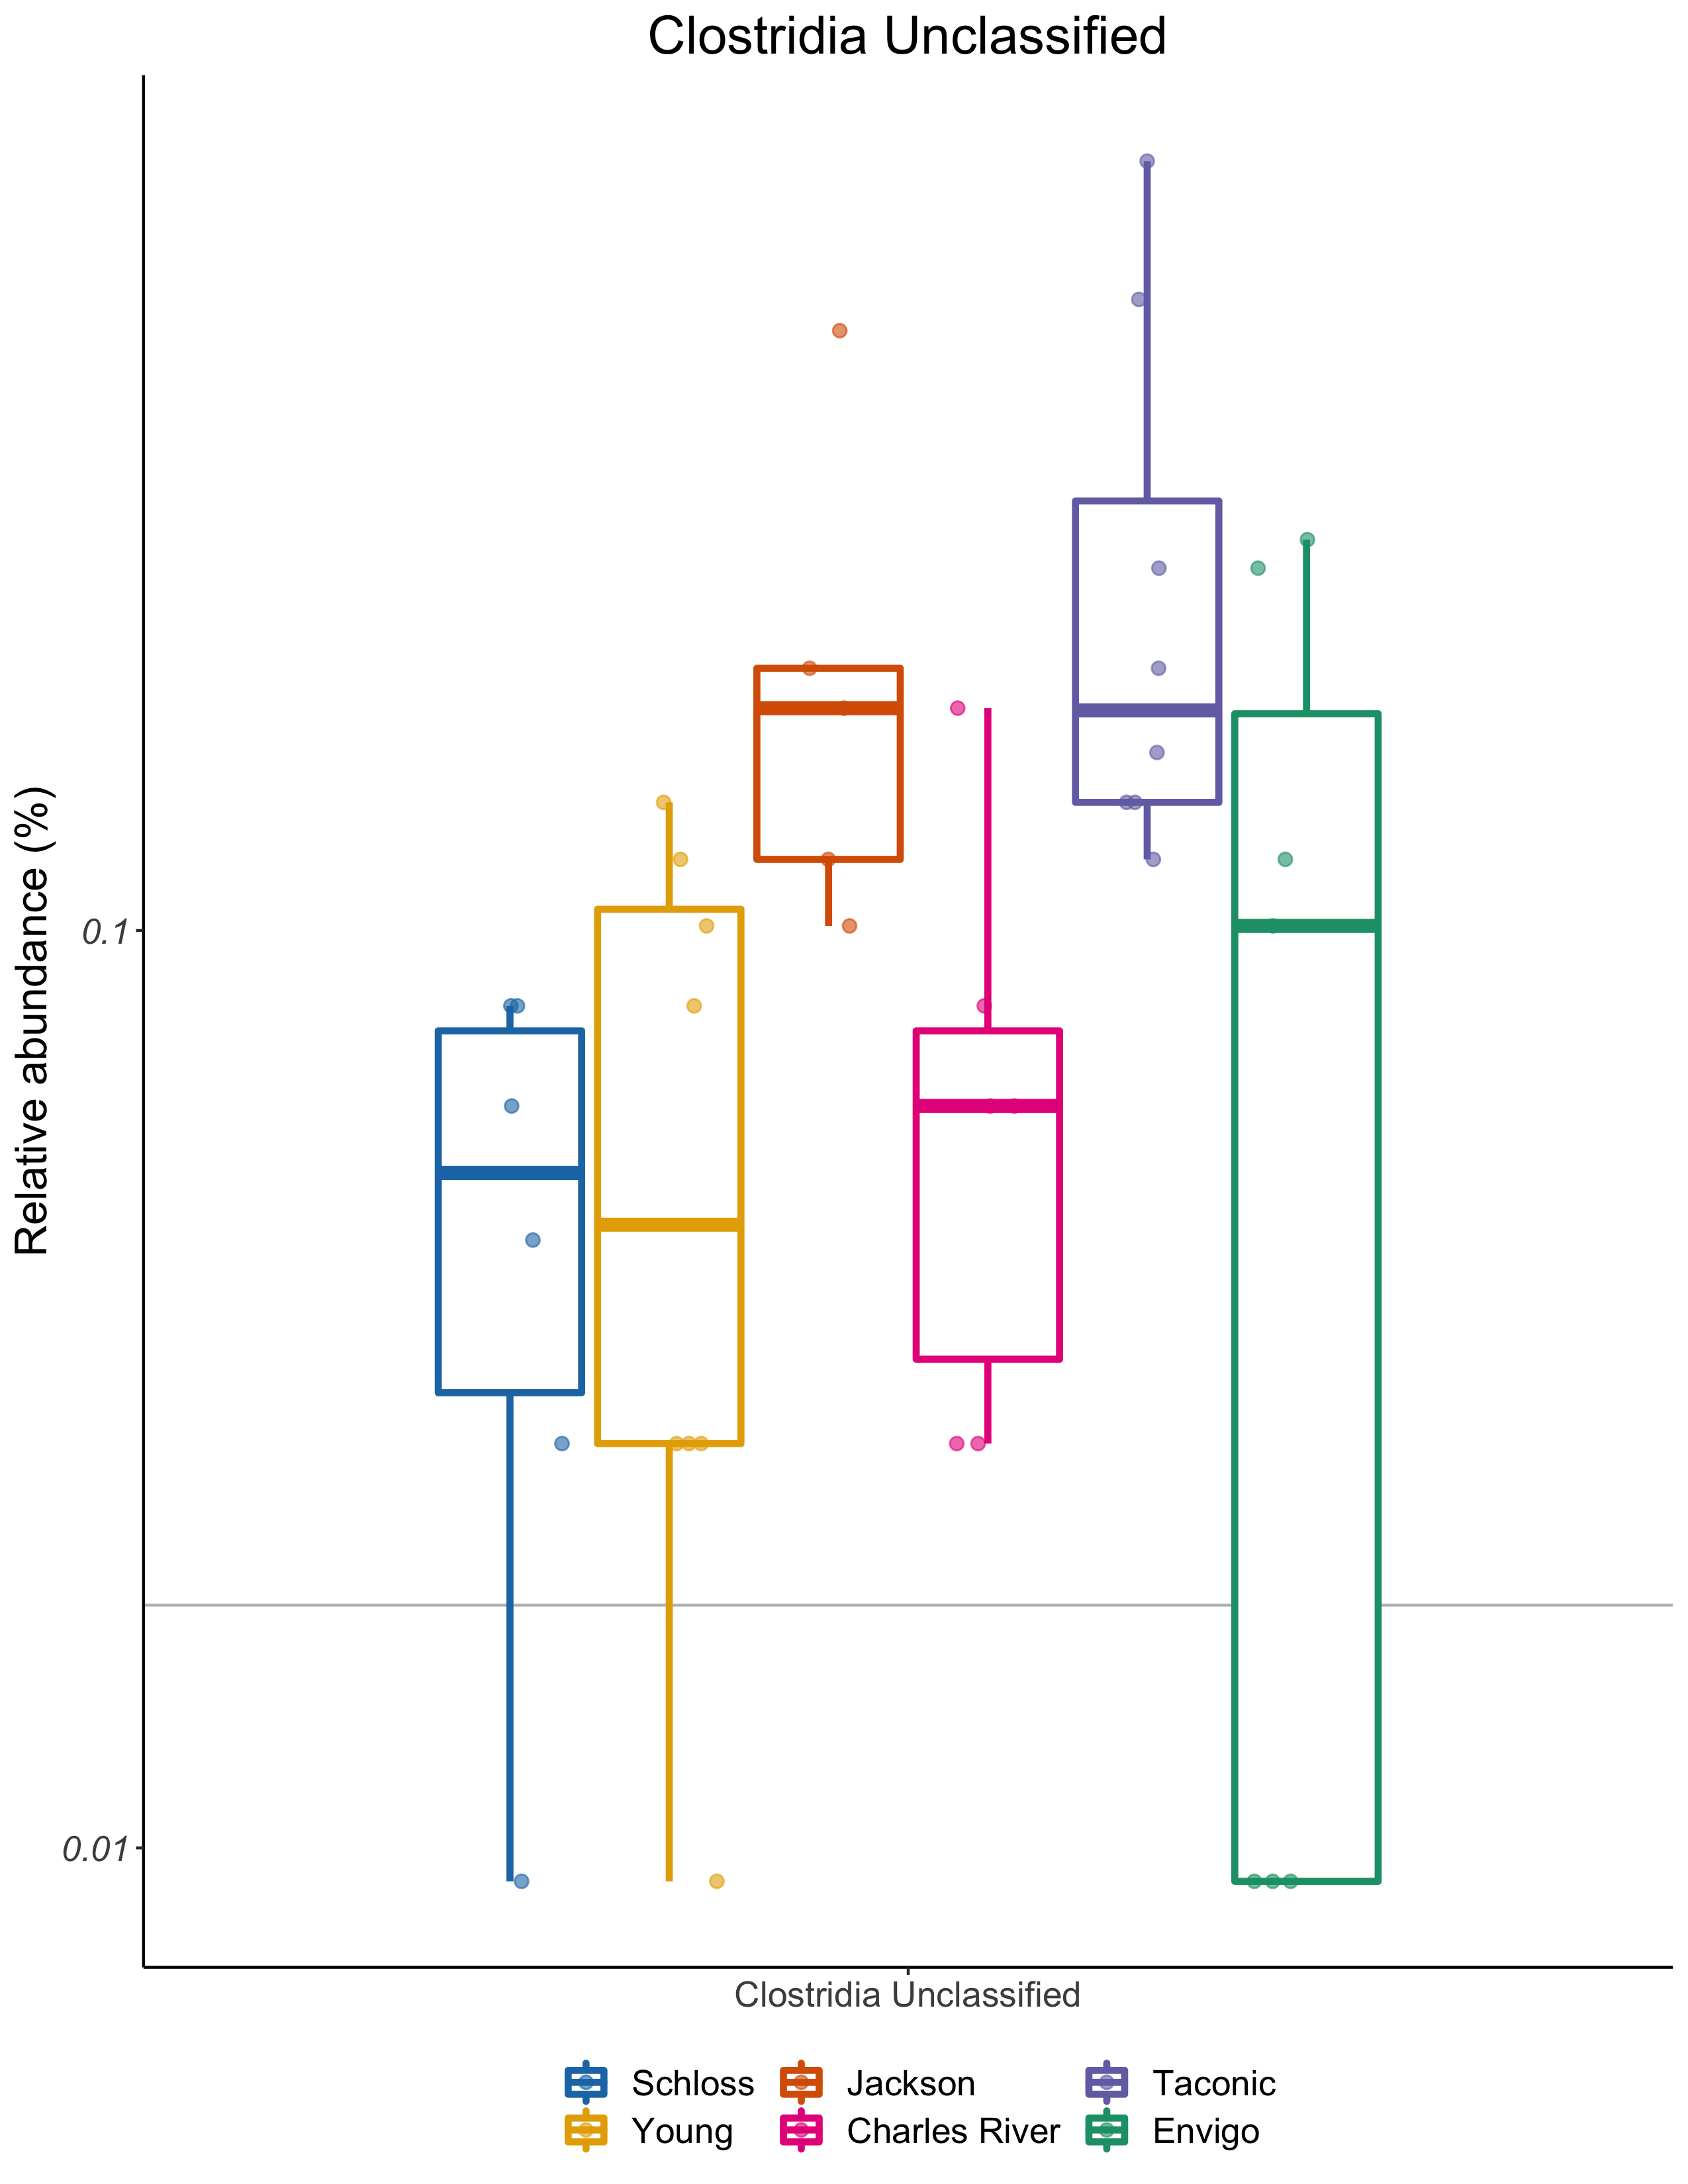 Clostridia Unclassified
Relative abundance (%)
0.1
0.01
Clostridia Unclassified
Schloss
Jackson
Taconic
Young
Charles River
Envigo